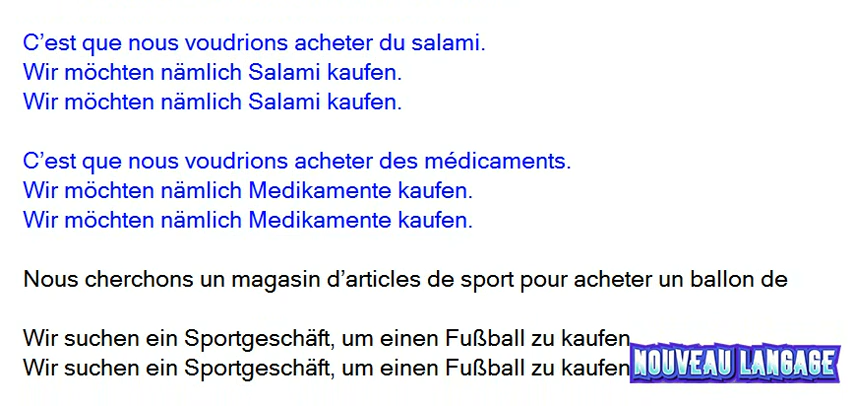 C’est que nous voudrions acheter du salami.
Wir möchten nämlich Salami kaufen.
Wir möchten nämlich Salami kaufen.
C’est que nous voudrions acheter des médicaments.
Wir möchten nämlich Medikamente kaufen.
Wir möchten nämlich Medikamente kaufen.
Nous cherchons un magasin d’articles de sport pour acheter un ballon de
Wir suchen ein Sportgeschäft, um einen Fußball zu kaufen
Wir suchen ein Sportgeschäft, um einen Fußball zu kaufen
NOUVEAU LANGAGE